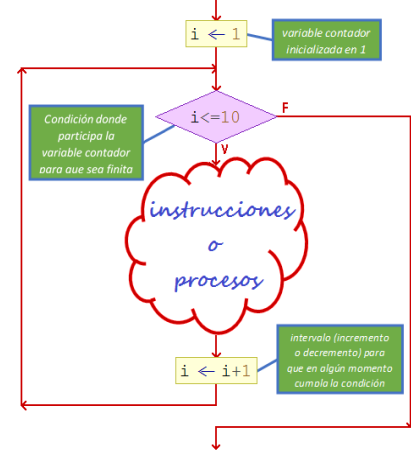 i ← 1
variable contador
inicializada en 1
i<=10
F
Condición donde
participa la
variable contador
para que sea finita
V
instrucciones
o
procesos
intervalo (incremento
o decremento) para
que en algún momento
cumpla la condición
i ← i+1